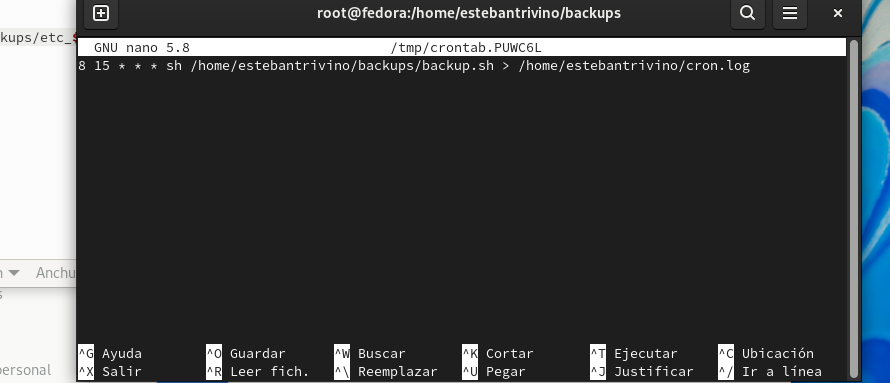 root@fedora:/home/estebantrivino/backups
kups/etc_$
GNU nano 5.8 /tmp/crontab.PUWC6L
8 15 * * * sh /home/estebantrivino/backups/backup.sh > /home/estebantrivino/cron.log
Anchu
^G Ayuda ^O Guardar ^W Buscar ^K Cortar ^T Ejecutar ^C Ubicación
^X Salir ^R Leer fich. ^\ Reemplazar ^U Pegar ^J Justificar ^/ Ir a línea
ersonal